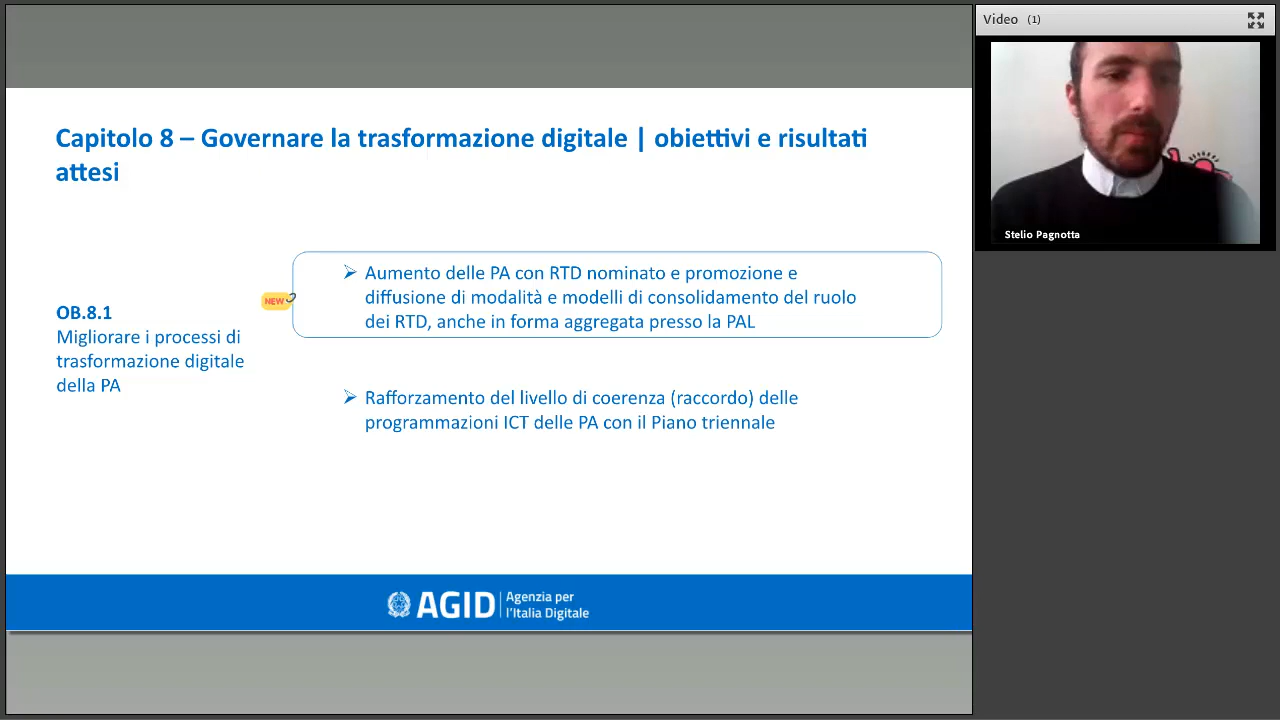 Capitolo 8 – Governare la trasformazione digitale | obiettivi e risultati
attesi
OB.8.1
Migliorare i processi di
trasformazione digitale
della PA
NEW
➢ Aumento delle PA con RTD nominato e promozione e
diffusione di modalità e modelli di consolidamento del ruolo
dei RTD, anche in forma aggregata presso la PAL
➢ Rafforzamento del livello di coerenza (raccordo) delle
programmazioni ICT delle PA con il Piano triennale
AGID
Agenzia per
l'Italia Digitale
Video (1)
Stelio Pagnotta